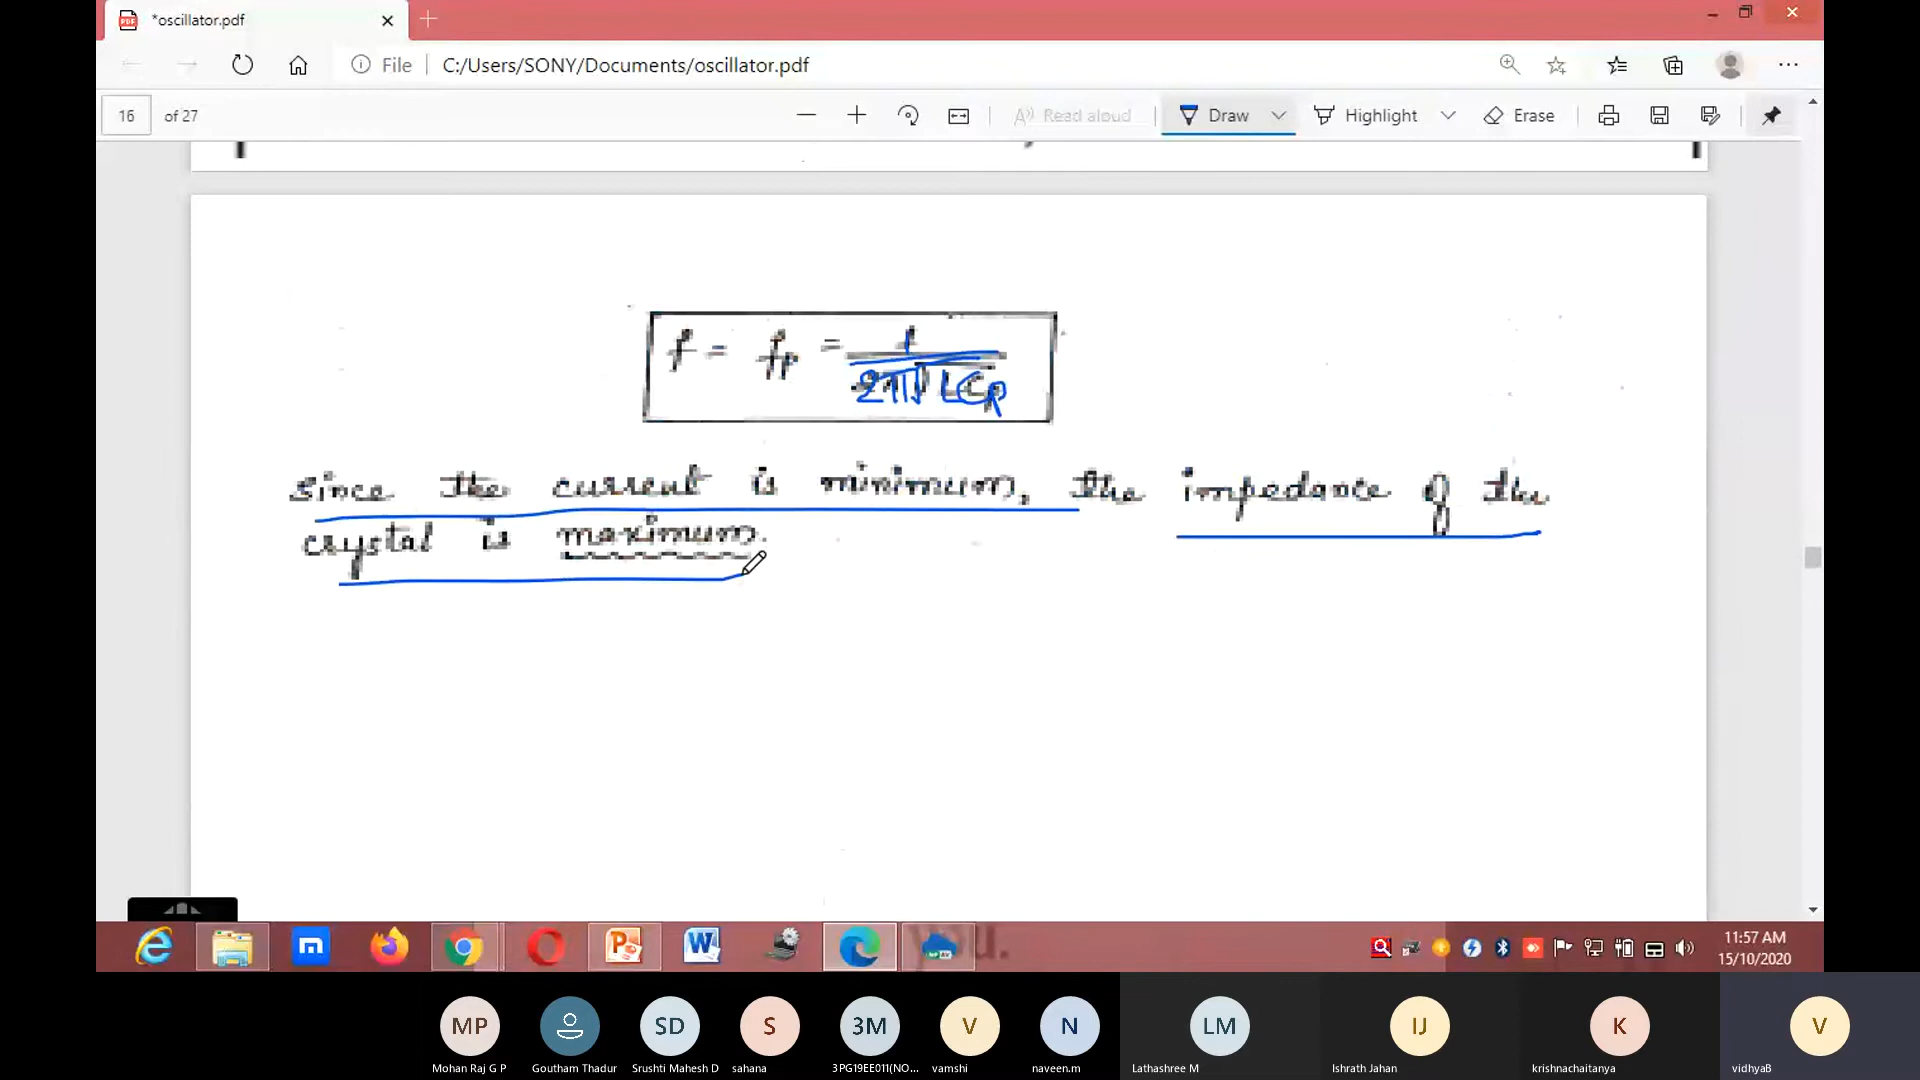 *oscillator.pdf
File | C:/Users/SONY/Documents/oscillator.pdf
16 of 27 Read aloud Draw Highlight Erase
f = fp = 1
2π√LCp
Since the current is minimum, the impedance of the
crystal is maximum.
you.
11:57 AM
15/10/2020
MP SD S 3M V N LM IJ K V
Mohan Raj G P Goutham Thadur Srushti Mahesh D sahana 3PG19EE011(NO... vamshi naveen.m Lathashree M Ishrath Jahan krishnachaitanya vidhyaB